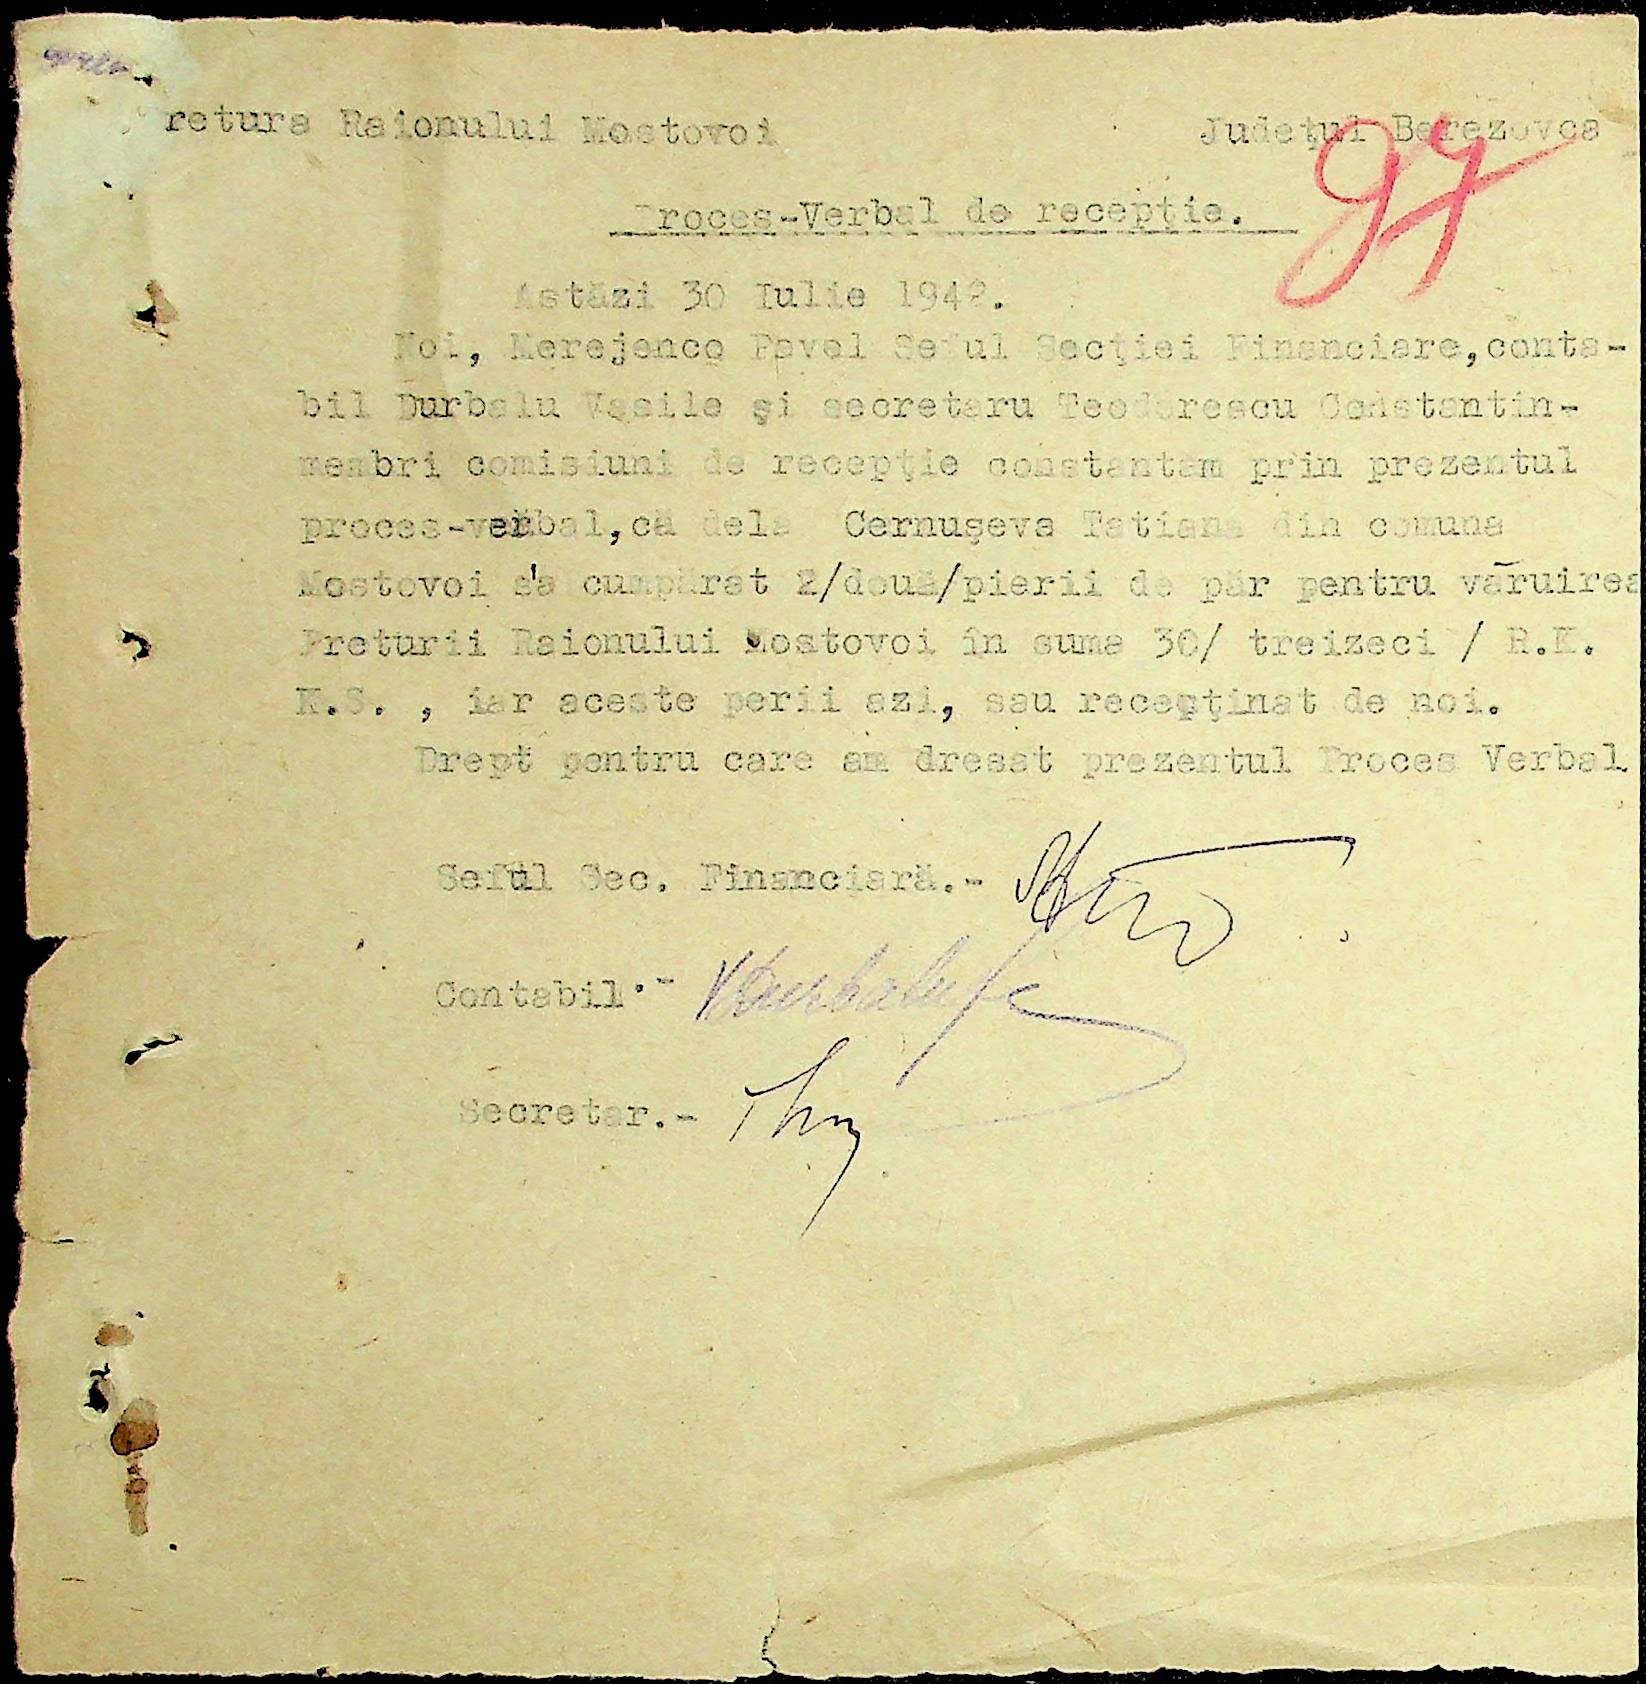 Pretura Raionului Mostovoi Judeţul Berezovca
97
Proces-Verbal de recepţie.
Astăzi 30 Iulie 1942.
Noi, Merejenco Pavel Seful Secţiei Financiare,conta-
bil Durbalu Vasile şi secretaru Teodorescu Constantin-
membri comisiuni de recepţie constantăm prin prezentul
proces-verbal,că dela Cernuşeva Tatiana din comuna
Mostovoi s'a cumpărat 2/două/pierii de păr pentru văruirea
Preturii Raionului Mostovoi în suma 30/ treizeci / R.K.
K.S. , iar aceste perii azi, sau recepţinat de noi.
Drept pentru care am dresat prezentul Proces Verbal.
Seful Sec. Financiară.-
Contabil.- VDurbalu
Secretar.-